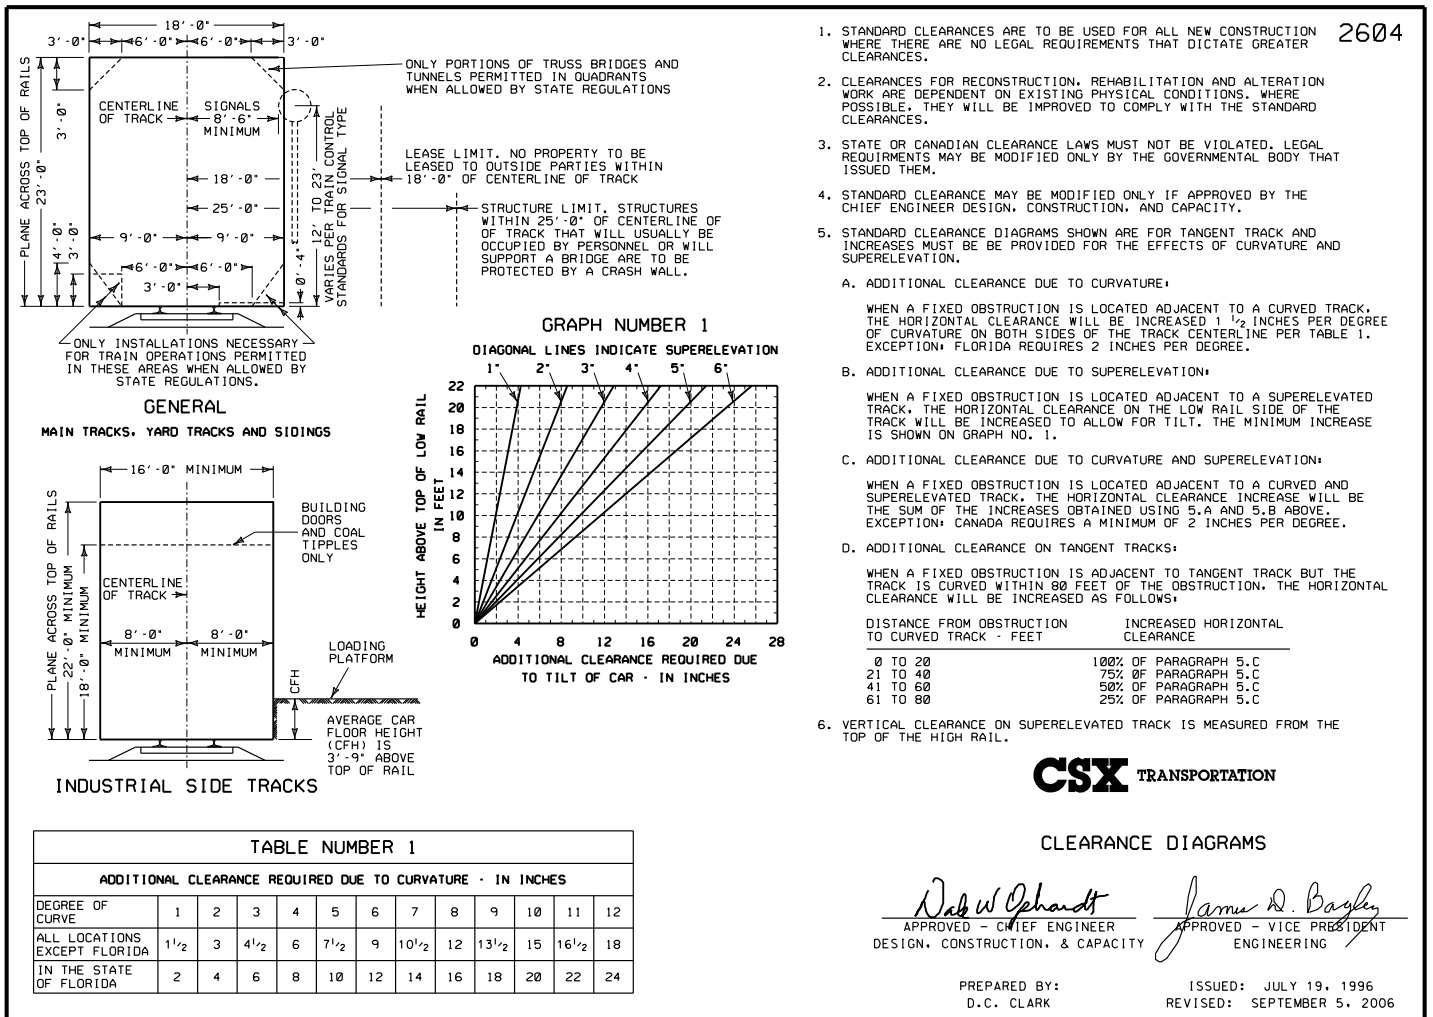 18'-0"
3'-0" 6'-0" 6'-0" 3'-0"
PLANE ACROSS TOP OF RAILS
23'-0"
3'-0"
CENTERLINE
OF TRACK
SIGNALS
8'-6"
MINIMUM
18'-0"
25'-0"
9'-0" 9'-0"
4'-0"
3'-0"
6'-0" 6'-0"
3'-0"
0'-4"
12' TO 23'
VARIES PER TRAIN CONTROL
STANDARDS FOR SIGNAL TYPE
ONLY PORTIONS OF TRUSS BRIDGES AND
TUNNELS PERMITTED IN QUADRANTS
WHEN ALLOWED BY STATE REGULATIONS
LEASE LIMIT. NO PROPERTY TO BE
LEASED TO OUTSIDE PARTIES WITHIN
18'-0" OF CENTERLINE OF TRACK
STRUCTURE LIMIT. STRUCTURES
WITHIN 25'-0" OF CENTERLINE OF
OF TRACK THAT WILL USUALLY BE
OCCUPIED BY PERSONNEL OR WILL
SUPPORT A BRIDGE ARE TO BE
PROTECTED BY A CRASH WALL.
ONLY INSTALLATIONS NECESSARY
FOR TRAIN OPERATIONS PERMITTED
IN THESE AREAS WHEN ALLOWED BY
STATE REGULATIONS.
GENERAL
MAIN TRACKS, YARD TRACKS AND SIDINGS
16'-0" MINIMUM
PLANE ACROSS TOP OF RAILS
22'-0" MINIMUM
18'-0" MINIMUM
BUILDING
DOORS
AND COAL
TIPPLES
ONLY
CENTERLINE
OF TRACK
8'-0" 8'-0"
MINIMUM MINIMUM
LOADING
PLATFORM
CFH
AVERAGE CAR
FLOOR HEIGHT
(CFH) IS
3'-9" ABOVE
TOP OF RAIL
INDUSTRIAL SIDE TRACKS
GRAPH NUMBER 1
DIAGONAL LINES INDICATE SUPERELEVATION
1" 2" 3" 4" 5" 6"
HEIGHT ABOVE TOP OF LOW RAIL
IN FEET
22
20
18
16
14
12
10
8
6
4
2
0
0 4 8 12 16 20 24 28
ADDITIONAL CLEARANCE REQUIRED DUE
TO TILT OF CAR - IN INCHES
TABLE NUMBER 1
ADDITIONAL CLEARANCE REQUIRED DUE TO CURVATURE - IN INCHES
DEGREE OF
CURVE 1 2 3 4 5 6 7 8 9 10 11 12
ALL LOCATIONS
EXCEPT FLORIDA 1 1/2 3 4 1/2 6 7 1/2 9 10 1/2 12 13 1/2 15 16 1/2 18
IN THE STATE
OF FLORIDA 2 4 6 8 10 12 14 16 18 20 22 24
2604
1. STANDARD CLEARANCES ARE TO BE USED FOR ALL NEW CONSTRUCTION
WHERE THERE ARE NO LEGAL REQUIREMENTS THAT DICTATE GREATER
CLEARANCES.
2. CLEARANCES FOR RECONSTRUCTION, REHABILITATION AND ALTERATION
WORK ARE DEPENDENT ON EXISTING PHYSICAL CONDITIONS. WHERE
POSSIBLE, THEY WILL BE IMPROVED TO COMPLY WITH THE STANDARD
CLEARANCES.
3. STATE OR CANADIAN CLEARANCE LAWS MUST NOT BE VIOLATED. LEGAL
REQUIRMENTS MAY BE MODIFIED ONLY BY THE GOVERNMENTAL BODY THAT
ISSUED THEM.
4. STANDARD CLEARANCE MAY BE MODIFIED ONLY IF APPROVED BY THE
CHIEF ENGINEER DESIGN, CONSTRUCTION, AND CAPACITY.
5. STANDARD CLEARANCE DIAGRAMS SHOWN ARE FOR TANGENT TRACK AND
INCREASES MUST BE BE PROVIDED FOR THE EFFECTS OF CURVATURE AND
SUPERELEVATION.
A. ADDITIONAL CLEARANCE DUE TO CURVATURE:
WHEN A FIXED OBSTRUCTION IS LOCATED ADJACENT TO A CURVED TRACK,
THE HORIZONTAL CLEARANCE WILL BE INCREASED 1 1/2 INCHES PER DEGREE
OF CURVATURE ON BOTH SIDES OF THE TRACK CENTERLINE PER TABLE 1.
EXCEPTION: FLORIDA REQUIRES 2 INCHES PER DEGREE.
B. ADDITIONAL CLEARANCE DUE TO SUPERELEVATION:
WHEN A FIXED OBSTRUCTION IS LOCATED ADJACENT TO A SUPERELEVATED
TRACK, THE HORIZONTAL CLEARANCE ON THE LOW RAIL SIDE OF THE
TRACK WILL BE INCREASED TO ALLOW FOR TILT. THE MINIMUM INCREASE
IS SHOWN ON GRAPH NO. 1.
C. ADDITIONAL CLEARANCE DUE TO CURVATURE AND SUPERELEVATION:
WHEN A FIXED OBSTRUCTION IS LOCATED ADJACENT TO A CURVED AND
SUPERELEVATED TRACK, THE HORIZONTAL CLEARANCE INCREASE WILL BE
THE SUM OF THE INCREASES OBTAINED USING 5.A AND 5.B ABOVE.
EXCEPTION: CANADA REQUIRES A MINIMUM OF 2 INCHES PER DEGREE.
D. ADDITIONAL CLEARANCE ON TANGENT TRACKS:
WHEN A FIXED OBSTRUCTION IS ADJACENT TO TANGENT TRACK BUT THE
TRACK IS CURVED WITHIN 80 FEET OF THE OBSTRUCTION, THE HORIZONTAL
CLEARANCE WILL BE INCREASED AS FOLLOWS:
DISTANCE FROM OBSTRUCTION INCREASED HORIZONTAL
TO CURVED TRACK - FEET CLEARANCE
0 TO 20 100% OF PARAGRAPH 5.C
21 TO 40 75% OF PARAGRAPH 5.C
41 TO 60 50% OF PARAGRAPH 5.C
61 TO 80 25% OF PARAGRAPH 5.C
6. VERTICAL CLEARANCE ON SUPERELEVATED TRACK IS MEASURED FROM THE
TOP OF THE HIGH RAIL.
CSX TRANSPORTATION
CLEARANCE DIAGRAMS
Dale W Ophardt
APPROVED - CHIEF ENGINEER
DESIGN, CONSTRUCTION, & CAPACITY
James D. Bagley
APPROVED - VICE PRESIDENT
ENGINEERING
PREPARED BY:
D.C. CLARK
ISSUED: JULY 19, 1996
REVISED: SEPTEMBER 5, 2006